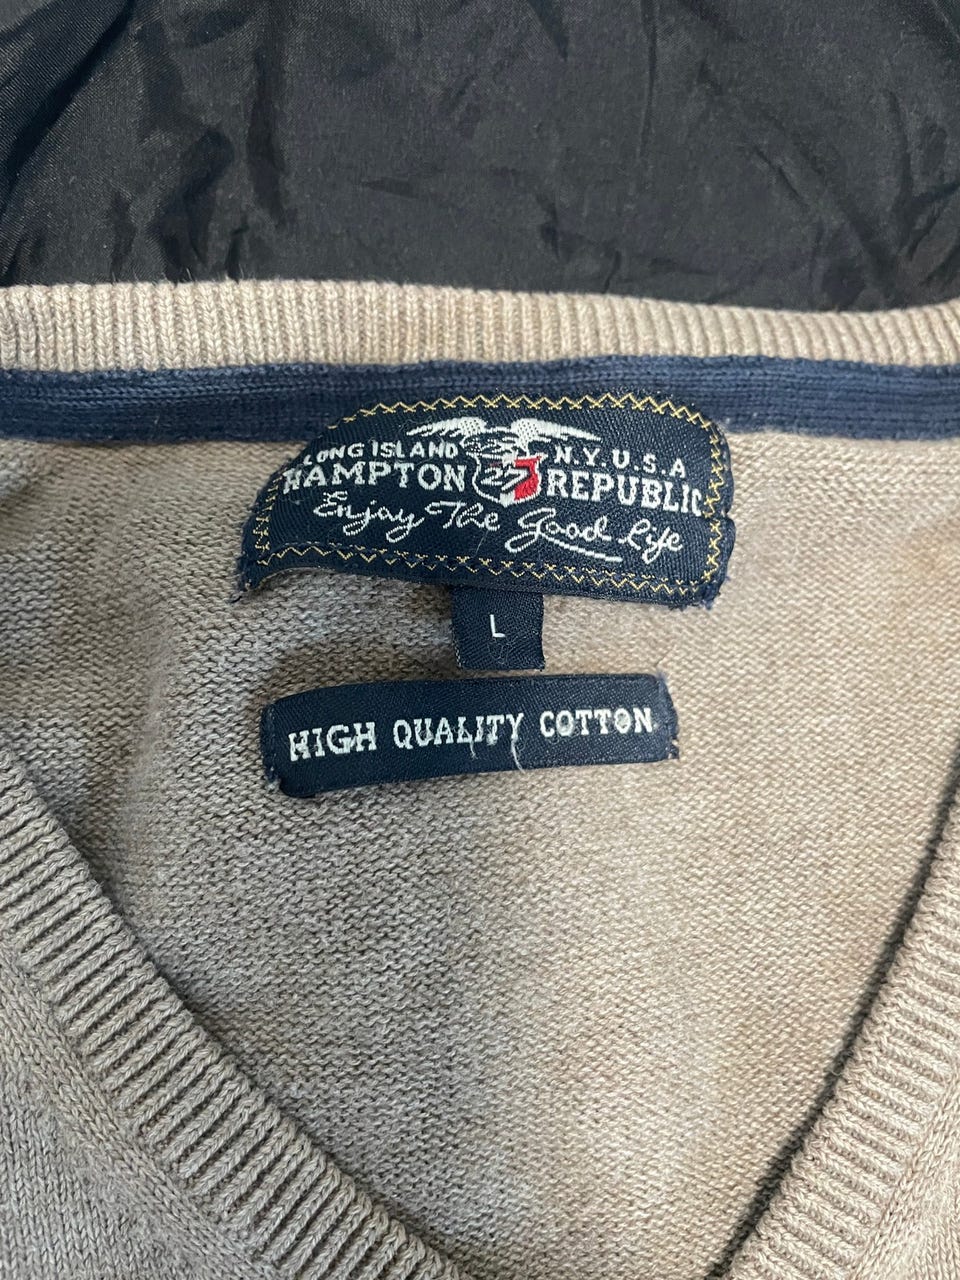 LONG ISLAND N.Y.U.S.A
HAMPTON 27 REPUBLIC
Enjoy The Good Life
L
HIGH QUALITY COTTON